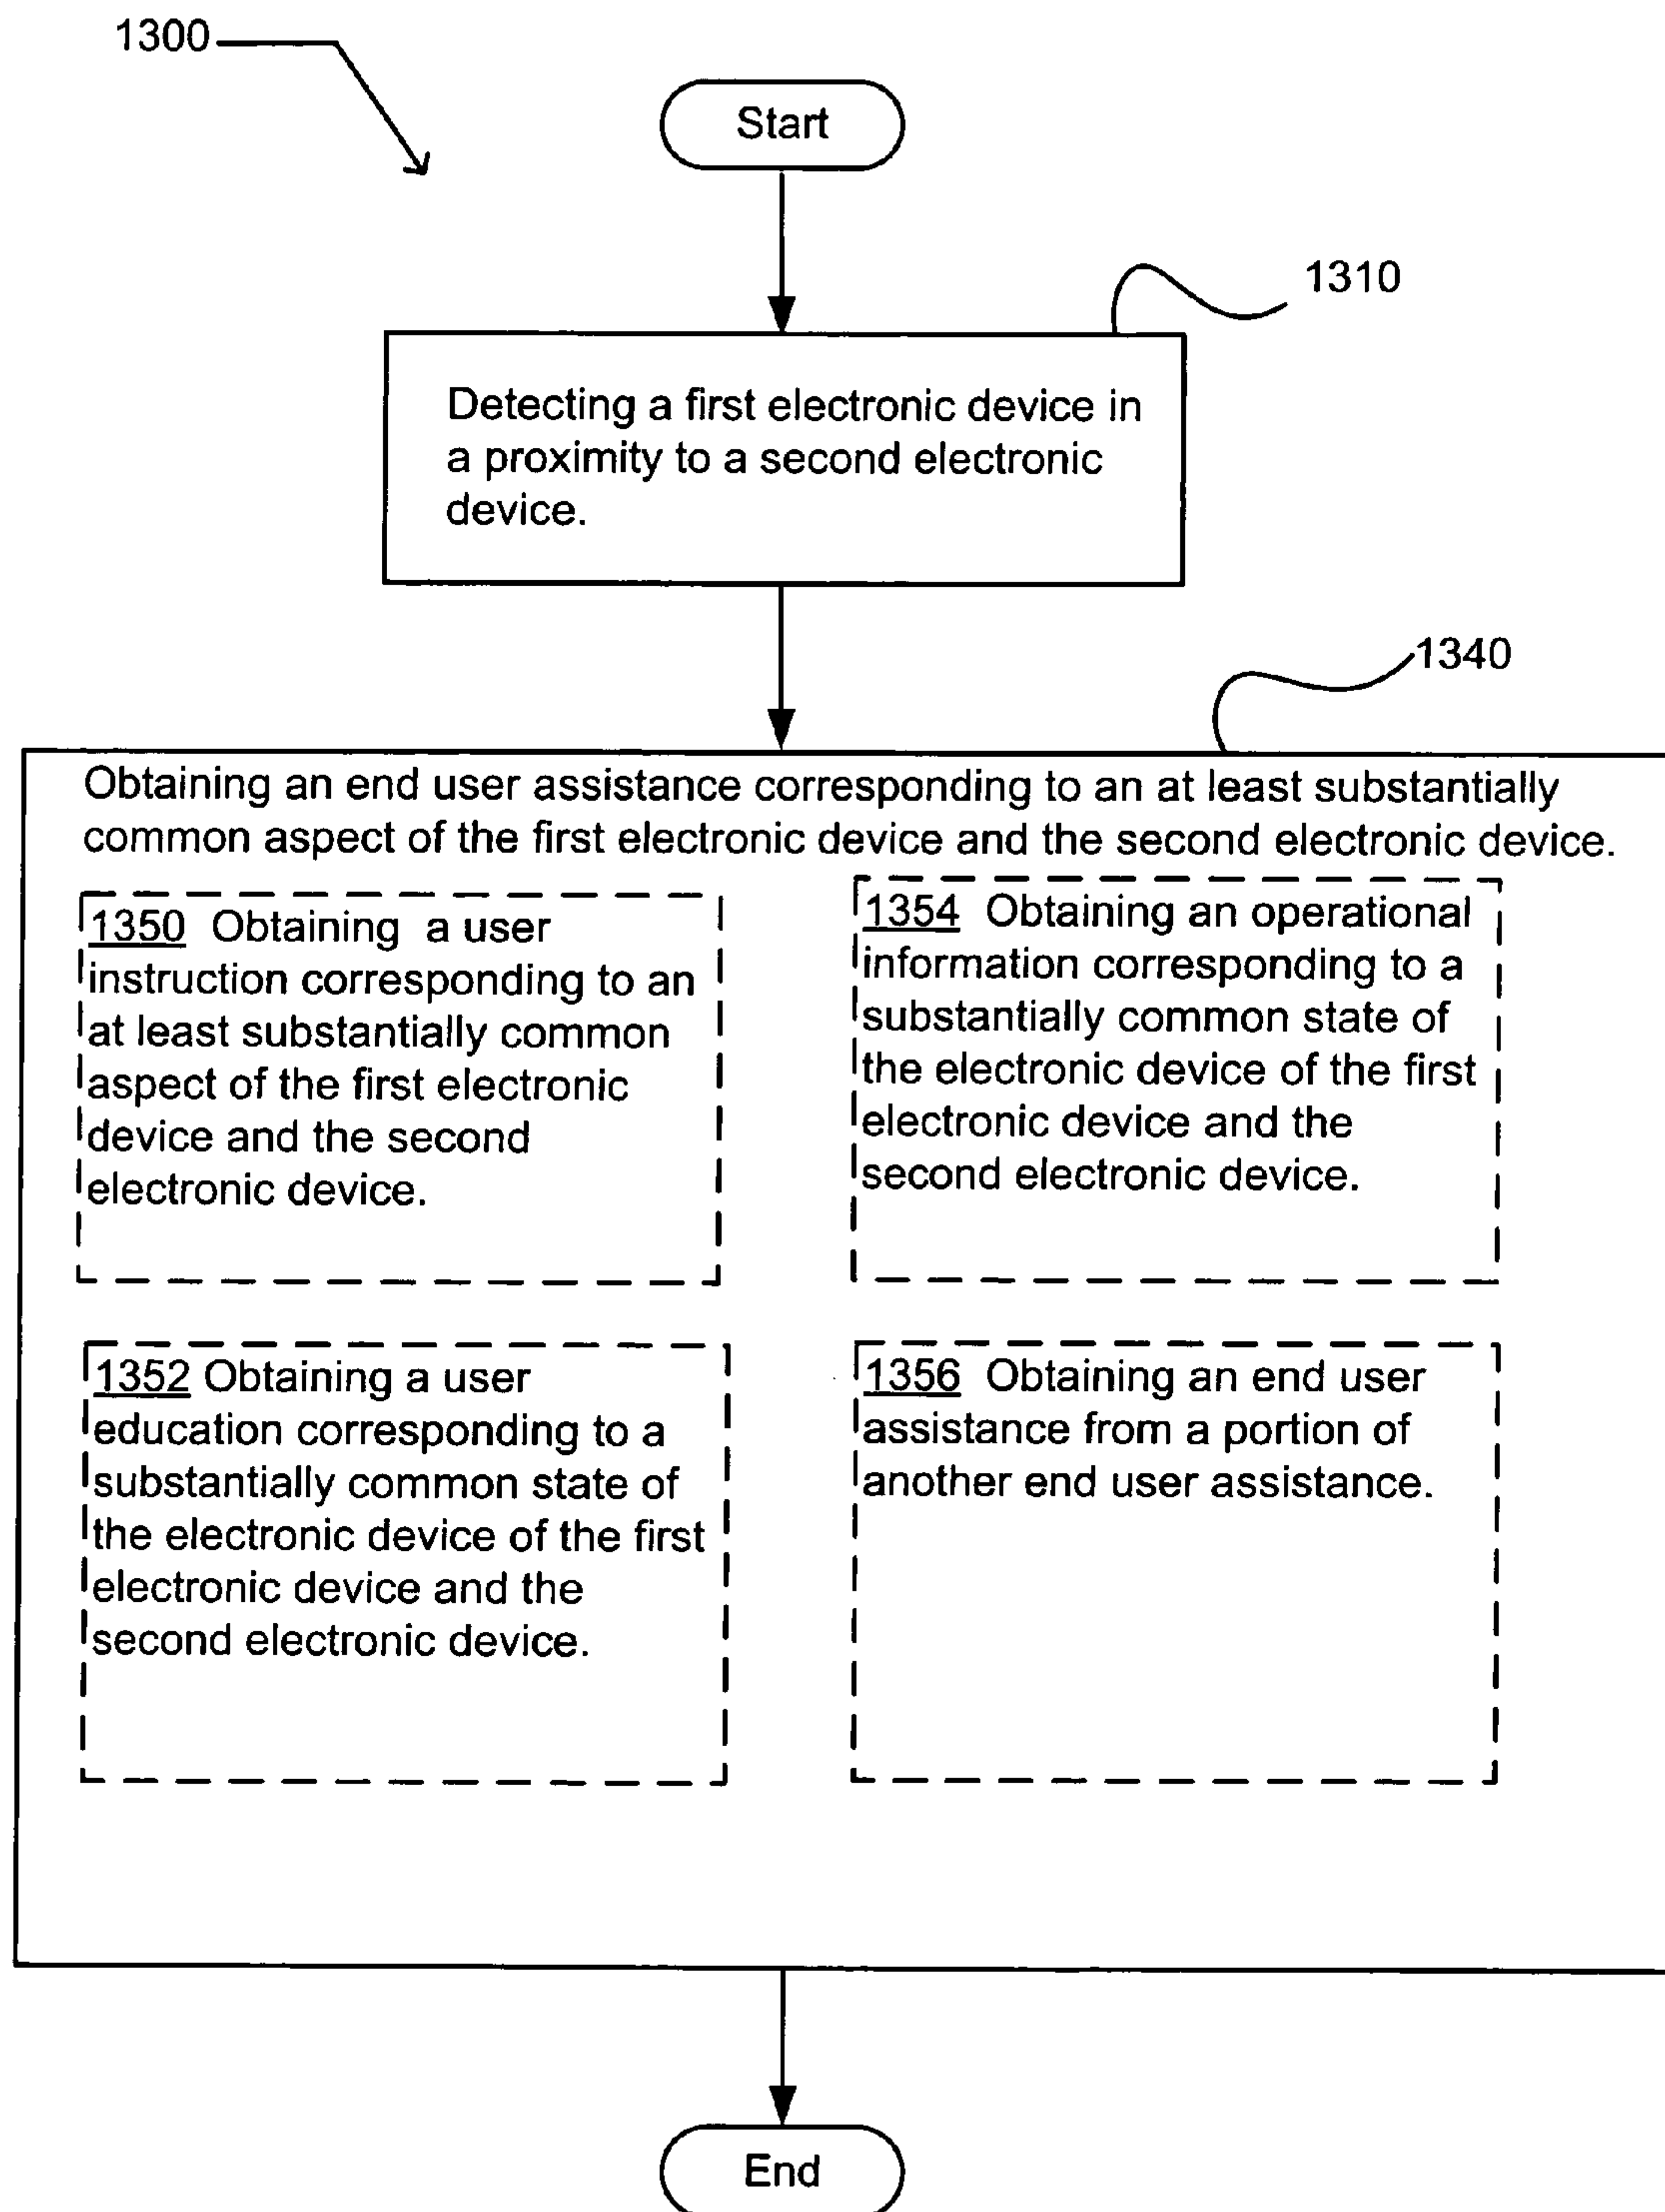 1300
Start
1310
Detecting a first electronic device in
a proximity to a second electronic
device.
1340
Obtaining an end user assistance corresponding to an at least substantially
common aspect of the first electronic device and the second electronic device.
1350 Obtaining a user
instruction corresponding to an
at least substantially common
aspect of the first electronic
device and the second
electronic device.
1354 Obtaining an operational
information corresponding to a
substantially common state of
the electronic device of the first
electronic device and the
second electronic device.
1352 Obtaining a user
education corresponding to a
substantially common state of
the electronic device of the first
electronic device and the
second electronic device.
1356 Obtaining an end user
assistance from a portion of
another end user assistance.
End